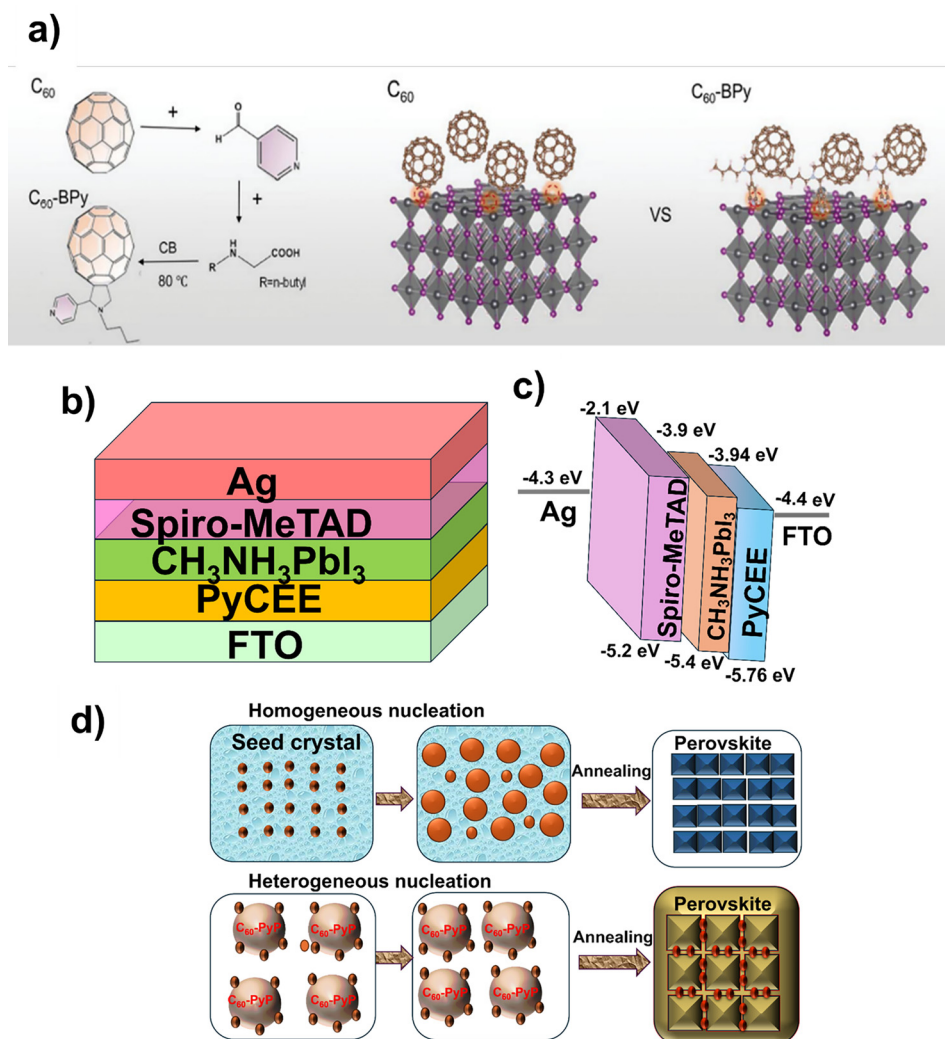 a)
C₆₀
+
O
H
N
C₆₀
C₆₀-BPy
C₆₀-BPy
+
CB
80 ℃
H
N
COOH
R
R=n-butyl
VS
N
N
b)
Ag
Spiro-MeTAD
CH₃NH₃PbI₃
PyCEE
FTO
c)
-2.1 eV
-3.9 eV
-3.94 eV
-4.3 eV
Ag
-4.4 eV
FTO
Spiro-MeTAD
CH₃NH₃PbI₃
PyCEE
-5.2 eV
-5.4 eV
-5.76 eV
d)
Homogeneous nucleation
Seed crystal
Annealing
Perovskite
Heterogeneous nucleation
C₆₀-PyP
C₆₀-PyP
C₆₀-PyP
C₆₀-PyP
C₆₀-PyP
C₆₀-PyP
C₆₀-PyP
C₆₀-PyP
Annealing
Perovskite